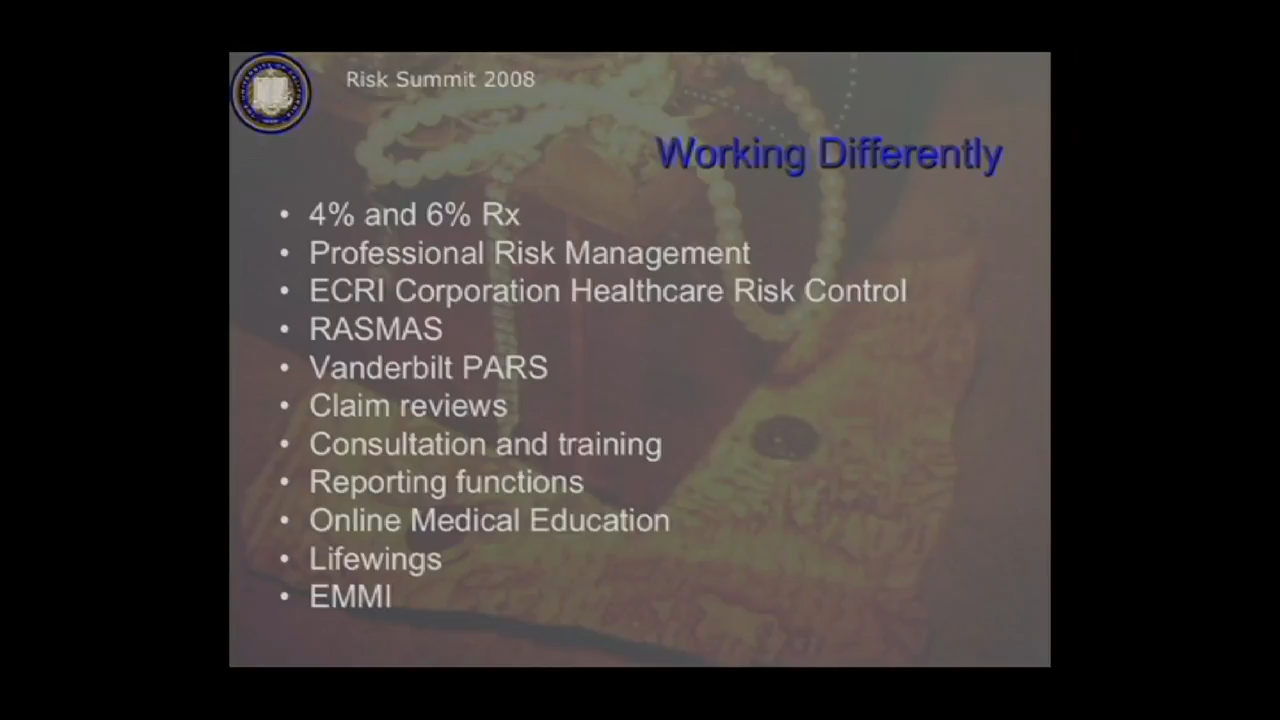 Risk Summit 2008
Working Differently
• 4% and 6% Rx
• Professional Risk Management
• ECRI Corporation Healthcare Risk Control
• RASMAS
• Vanderbilt PARS
• Claim reviews
• Consultation and training
• Reporting functions
• Online Medical Education
• Lifewings
• EMMI